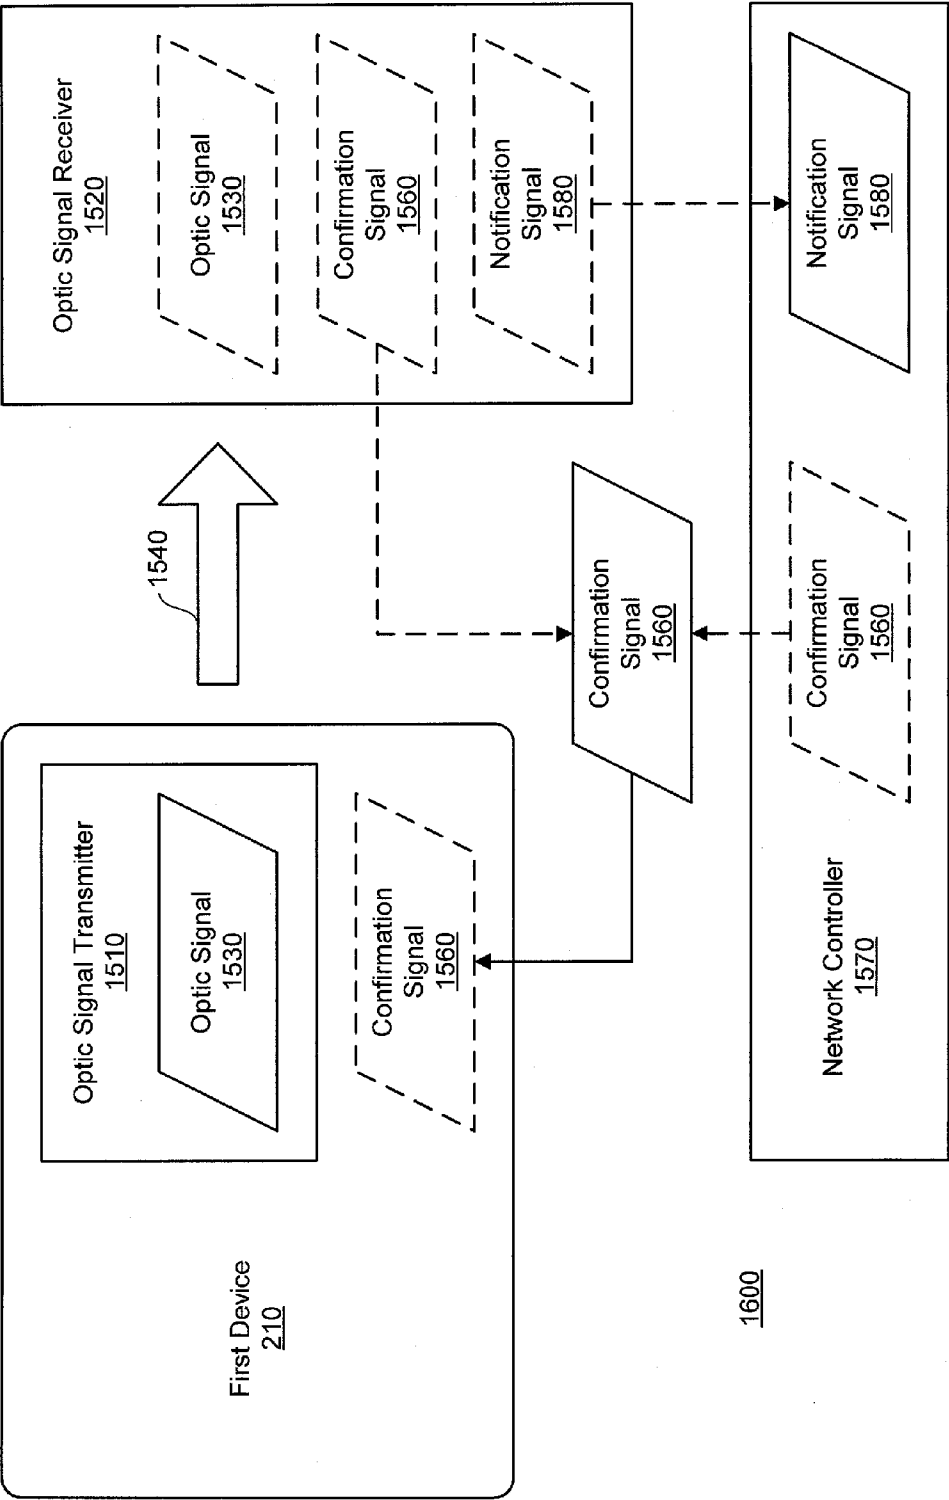 First Device
210
Optic Signal Transmitter
1510
Optic Signal
1530
Confirmation
Signal
1560
1540
Optic Signal Receiver
1520
Optic Signal
1530
Confirmation
Signal
1560
Notification
Signal
1580
Confirmation
Signal
1560
Network Controller
1570
Confirmation
Signal
1560
Notification
Signal
1580
1600